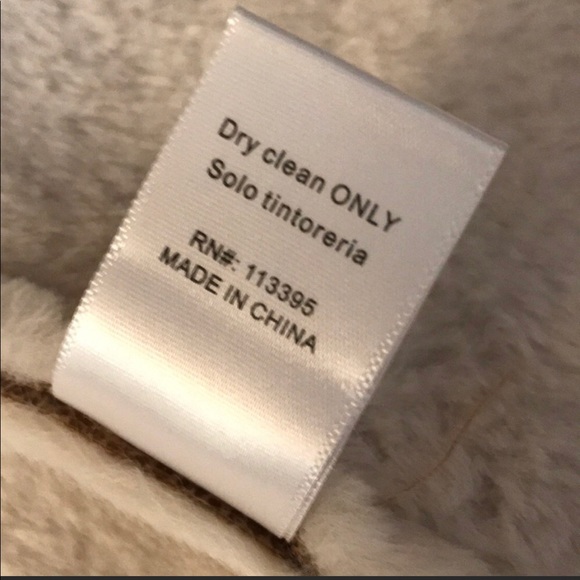 Dry clean ONLY
Solo tintoreria
RN#: 113395
MADE IN CHINA